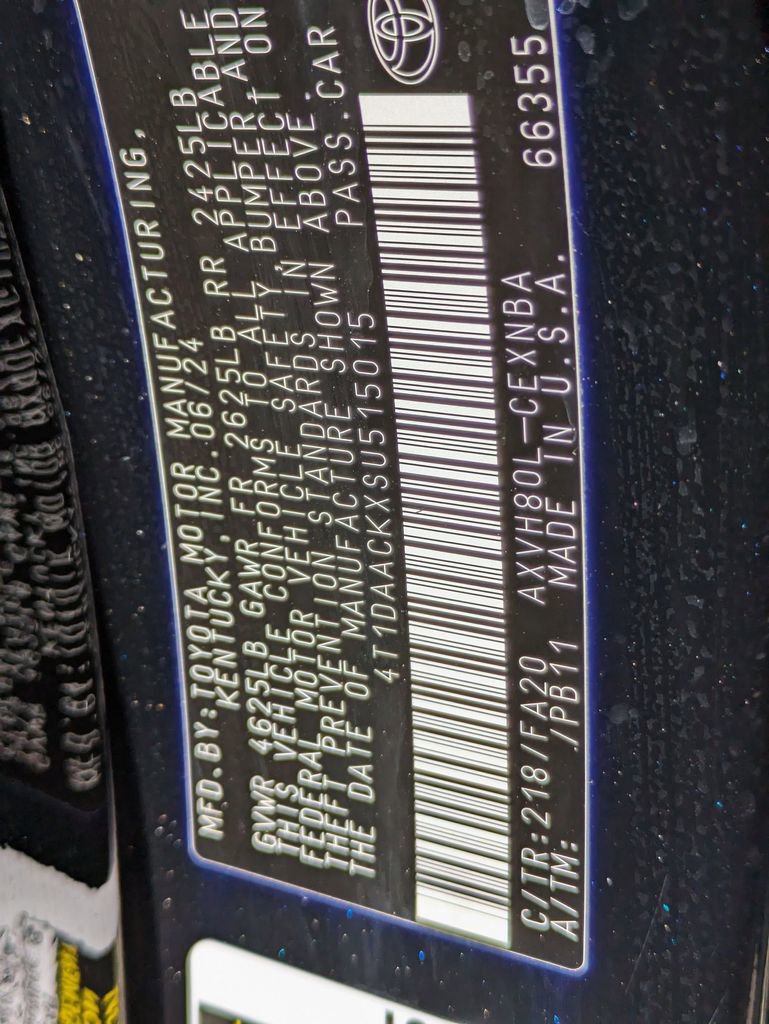 MFD.BY:TOYOTA MOTOR MANUFACTURING,
KENTUCKY, INC. 06/24
GVWR 4625LB GAWR FR 2625LB RR 2425LB
THIS VEHICLE CONFORMS TO ALL APPLICABLE
FEDERAL MOTOR VEHICLE SAFETY, BUMPER, AND
THEFT PREVENTION STANDARDS IN EFFECT ON
THE DATE OF MANUFACTURE SHOWN ABOVE.
4T1DAACKXSU515015 PASS.CAR
C/TR:218/FA20 AXVH80L-CEXNBA 66355
A/TM: /PB11 MADE IN U.S.A.